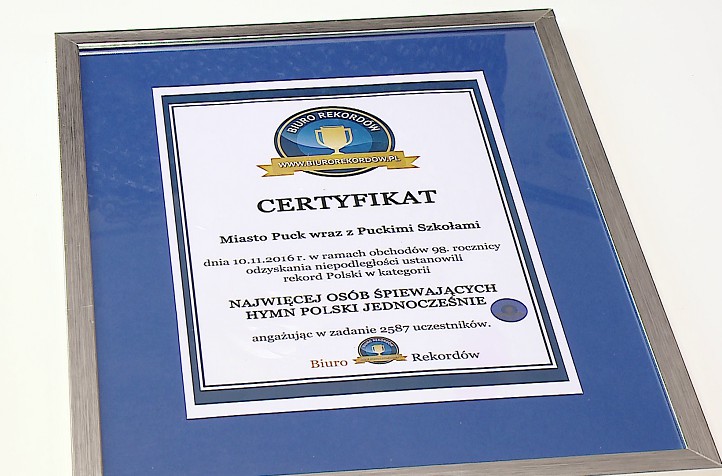 BIURO REKORDÓW
WWW.BIUROREKORDOW.PL
CERTYFIKAT
Miasto Puck wraz z Puckimi Szkołami
dnia 10.11.2016 r. w ramach obchodów 98. rocznicy
odzyskania niepodległości ustanowili
rekord Polski w kategorii
NAJWIĘCEJ OSÓB ŚPIEWAJĄCYCH
HYMN POLSKI JEDNOCZEŚNIE
angażując w zadanie 2587 uczestników.
Biuro Rekordów